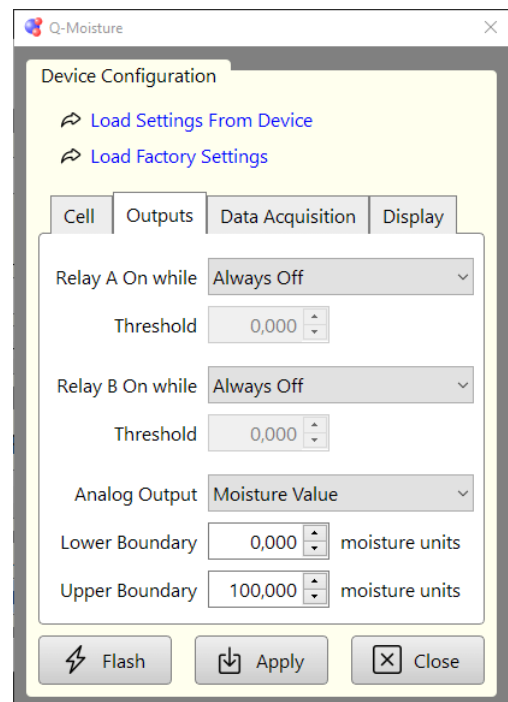 Q-Moisture
Device Configuration
Load Settings From Device
Load Factory Settings
Cell Outputs Data Acquisition Display
Relay A On while Always Off
Threshold 0,000
Relay B On while Always Off
Threshold 0,000
Analog Output Moisture Value
Lower Boundary 0,000 moisture units
Upper Boundary 100,000 moisture units
Flash Apply Close